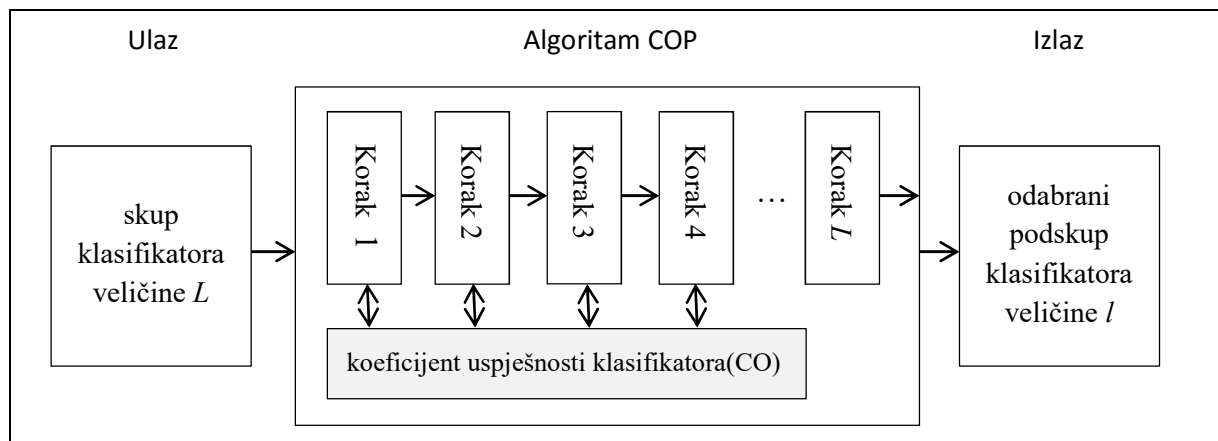 Ulaz
Algoritam COP
Izlaz
skup
klasifikatora
veličine L
Korak 1
Korak 2
Korak 3
Korak 4
…
Korak L
koeficijent uspješnosti klasifikatora(CO)
odabrani
podskup
klasifikatora
veličine l